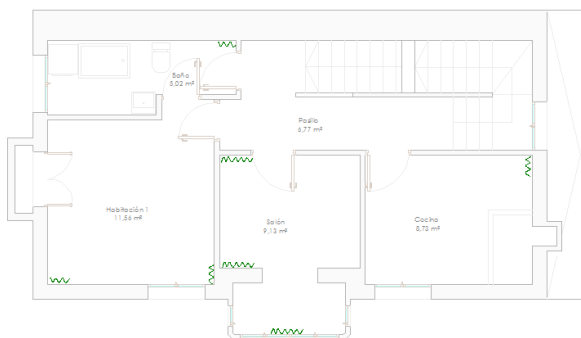 Baño
5,02 m²
Pasillo
6,77 m²
Habitación 1
11,56 m²
Salón
9,13 m²
Cocina
8,73 m²